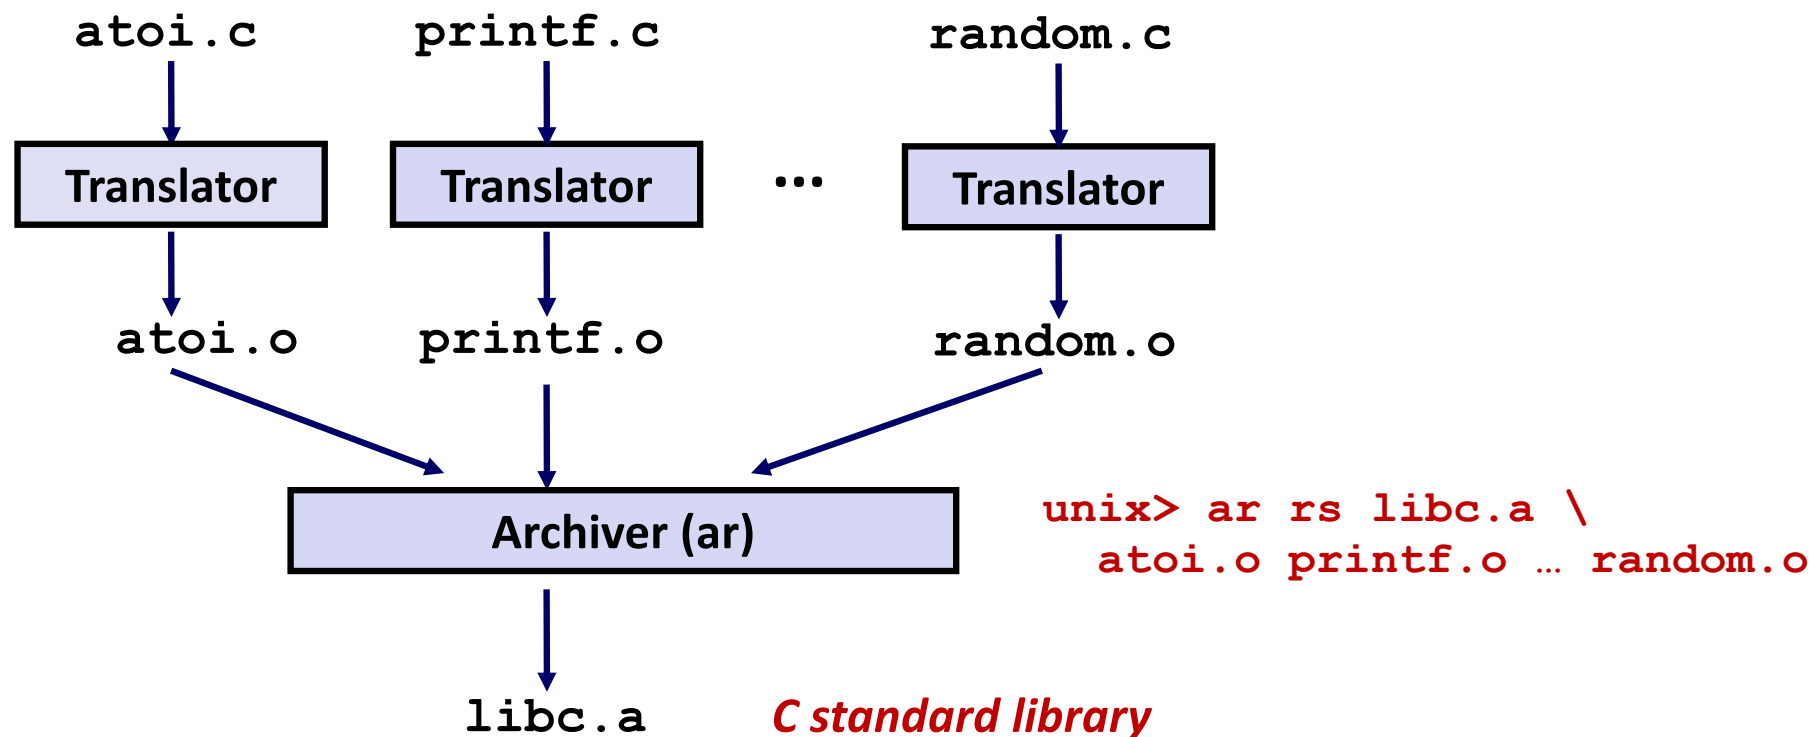 atoi.c printf.c random.c
Translator Translator ... Translator
atoi.o printf.o random.o
Archiver (ar)
unix> ar rs libc.a \
atoi.o printf.o … random.o
libc.a C standard library